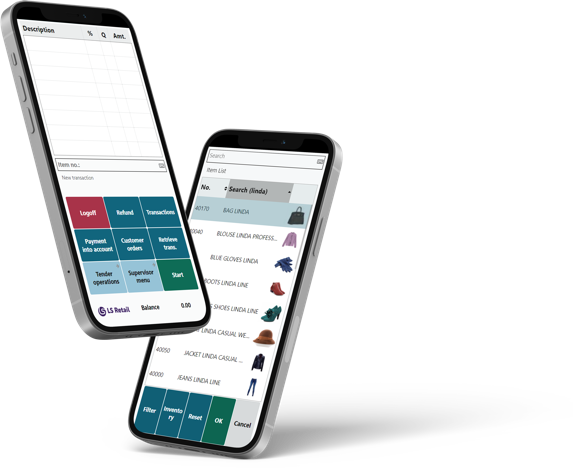 Description % Q Amt.
Item no.:
New transaction
Logoff Refund Transactions
Payment into account Customer orders Retrieve trans.
Tender operations Supervisor menu Start
LS Retail Balance 0.00
Search
Item List
No. Search (linda)
40170 BAG LINDA
BLOUSE LINDA PROFESS...
BLUE GLOVES LINDA
LINDA LINE
SHOES LINDA LINE
LINDA CASUAL WE...
40050 JACKET LINDA CASUAL ...
40000 JEANS LINDA LINE
Filter Inventory Reset OK Cancel